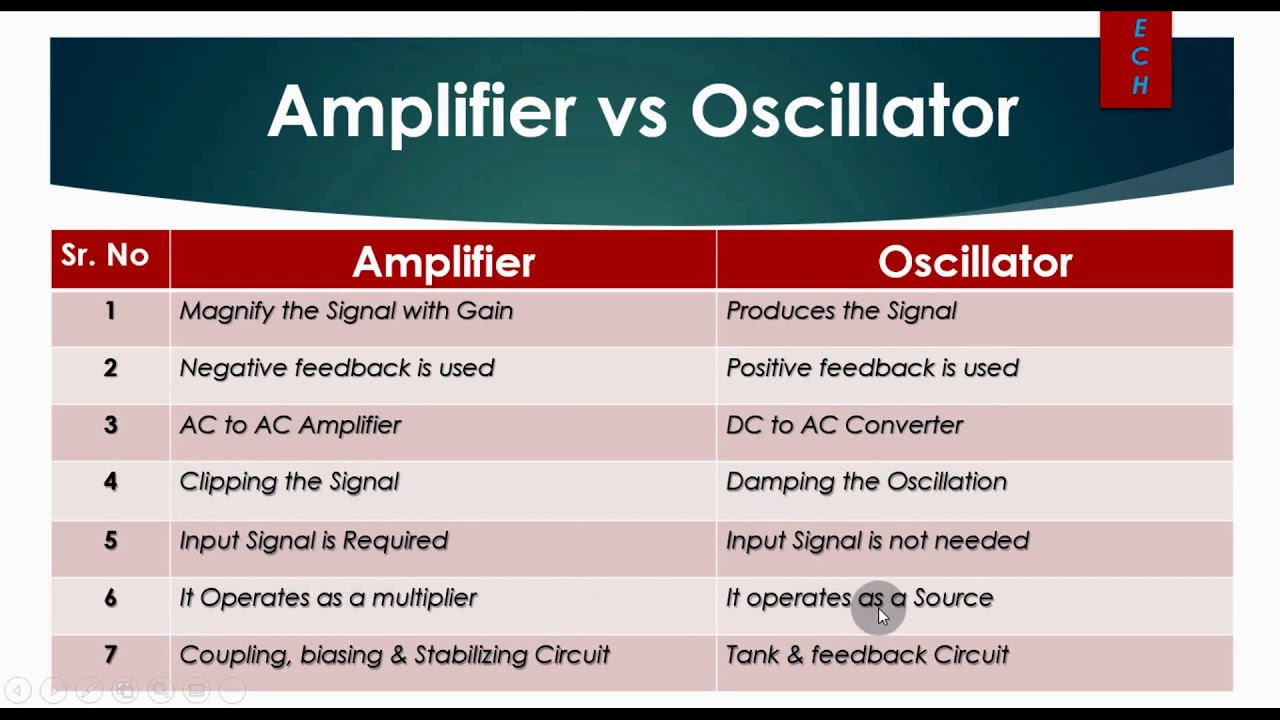 E
C
H
Amplifier vs Oscillator
Sr. No Amplifier Oscillator
1 Magnify the Signal with Gain Produces the Signal
2 Negative feedback is used Positive feedback is used
3 AC to AC Amplifier DC to AC Converter
4 Clipping the Signal Damping the Oscillation
5 Input Signal is Required Input Signal is not needed
6 It Operates as a multiplier It operates as a Source
7 Coupling, biasing & Stabilizing Circuit Tank & feedback Circuit